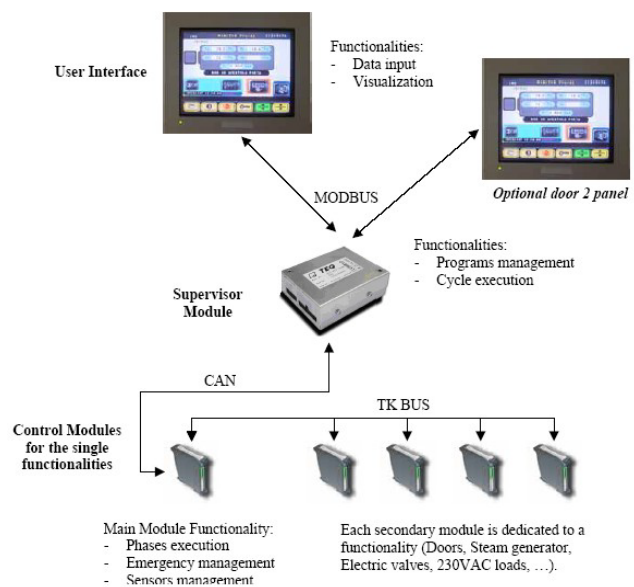 User Interface
Functionalities:
- Data input
- Visualization
Optional door 2 panel
MODBUS
TEQ
Functionalities:
- Programs management
- Cycle execution
Supervisor
Module
CAN
TK BUS
Control Modules
for the single
functionalities
Main Module Functionality:
- Phases execution
- Emergency management
- Sensors management
Each secondary module is dedicated to a
functionality (Doors, Steam generator,
Electric valves, 230VAC loads, …).